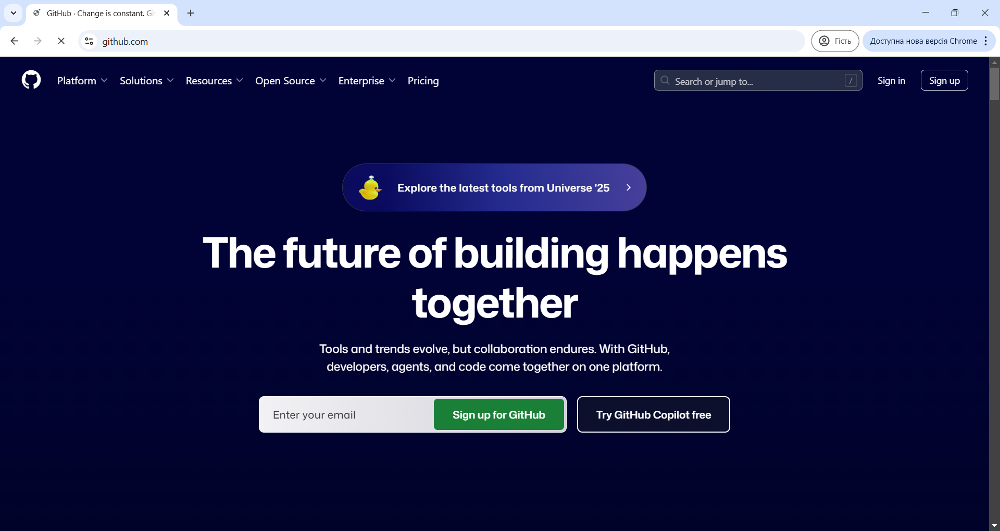 GitHub · Change is constant. Git
github.com
Гість
Доступна нова версія Chrome
Platform Solutions Resources Open Source Enterprise Pricing
Search or jump to... /
Sign in
Sign up
Explore the latest tools from Universe '25
The future of building happens
together
Tools and trends evolve, but collaboration endures. With GitHub,
developers, agents, and code come together on one platform.
Enter your email
Sign up for GitHub
Try GitHub Copilot free